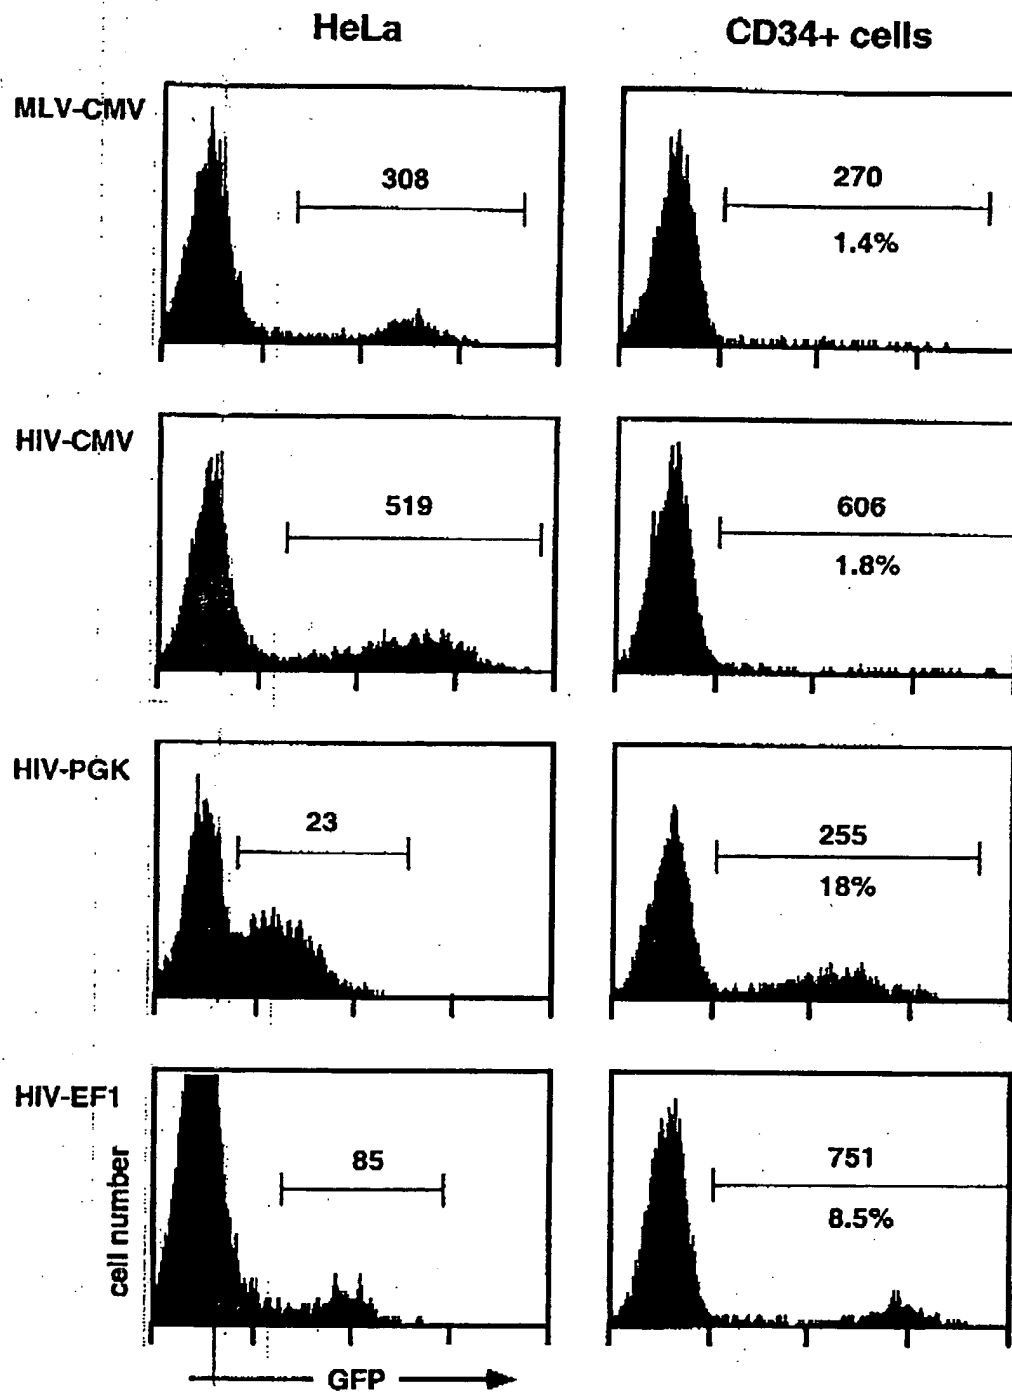 HeLa
CD34+ cells
MLV-CMV
308
270
1.4%
HIV-CMV
519
606
1.8%
HIV-PGK
23
255
18%
HIV-EF1
85
751
8.5%
cell number
GFP